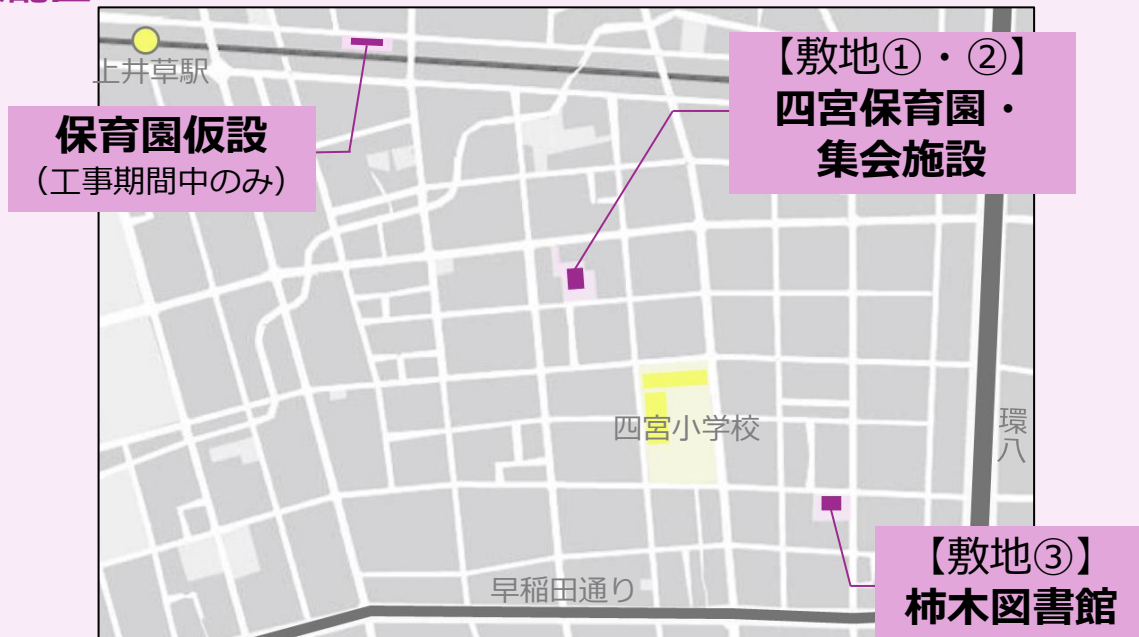 上井草駅
保育園仮設
（工事期間中のみ）
【敷地①・②】
四宮保育園・
集会施設
四宮小学校
環八
早稲田通り
【敷地③】
柿木図書館